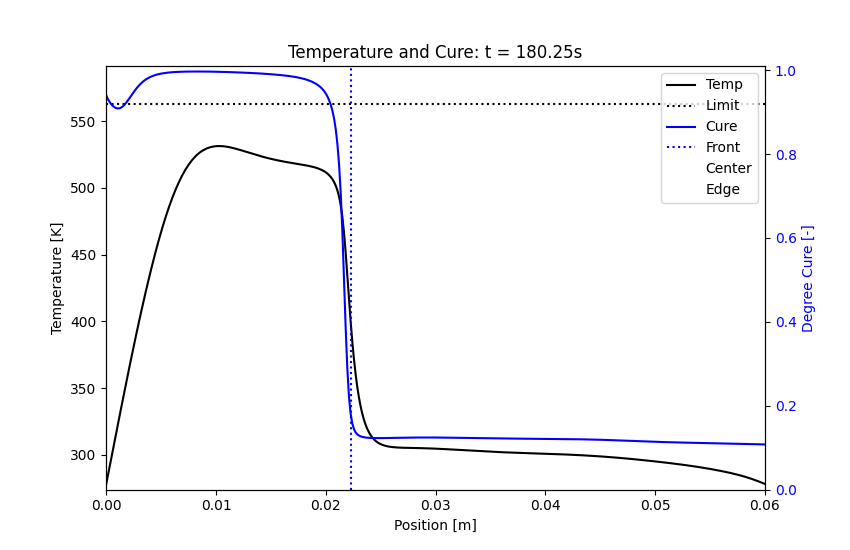 Temperature and Cure: t = 180.25s
Temp
Limit
Cure
Front
Center
Edge
550
500
450
400
350
300
Temperature [K]
1.0
0.8
0.6
0.4
0.2
0.0
Degree Cure [-]
0.00 0.01 0.02 0.03 0.04 0.05 0.06
Position [m]